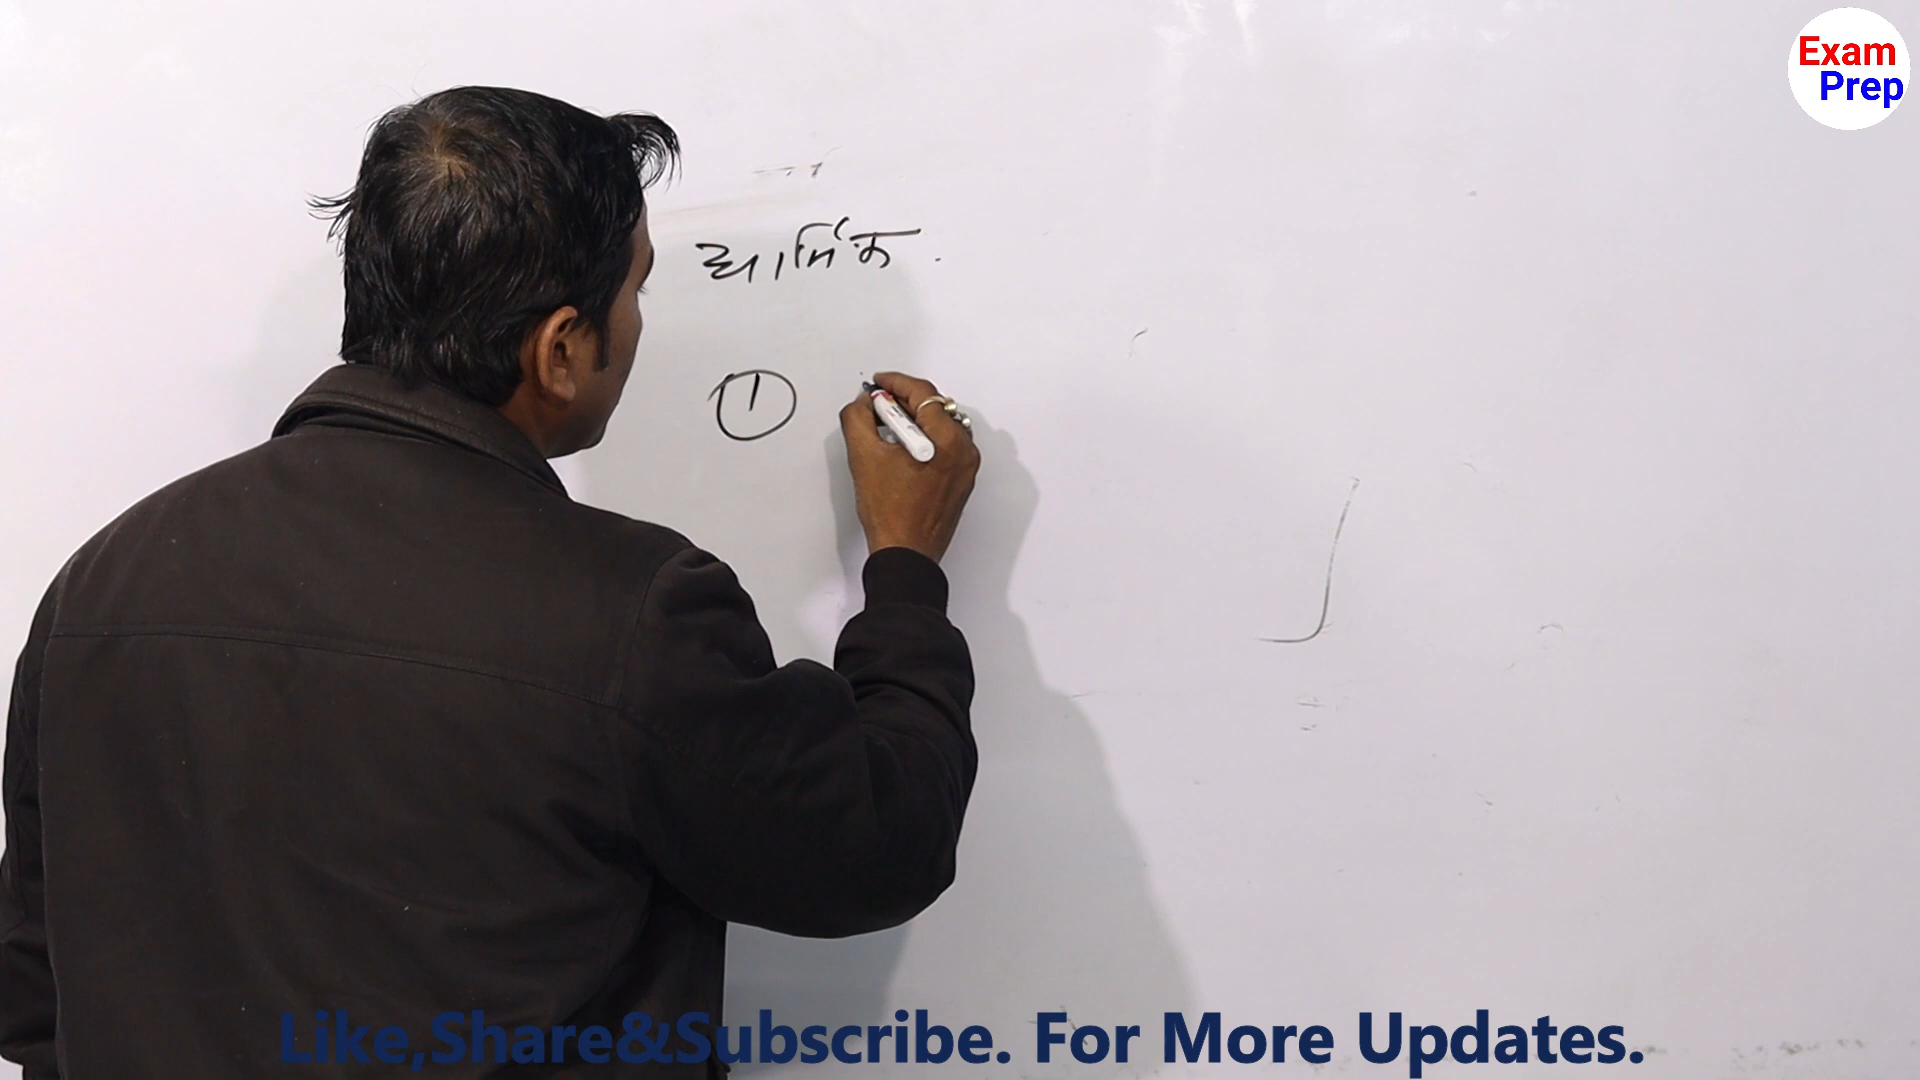 Exam
Prep
धार्मिक.
1
Like,Share&Subscribe. For More Updates.